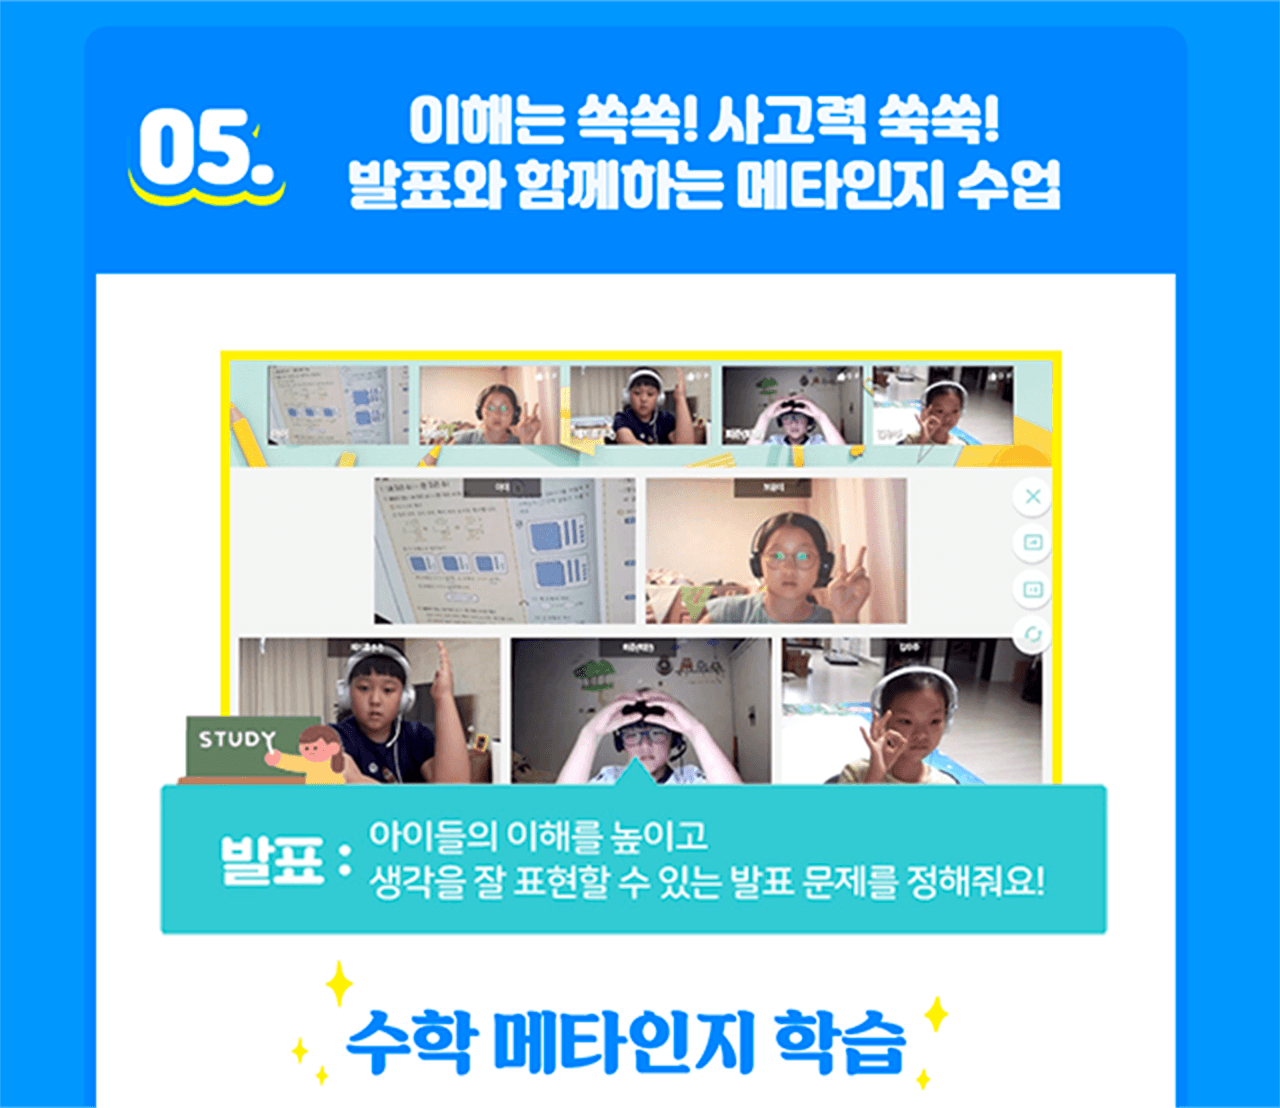 05.
이해는 쏙쏙! 사고력 쑥쑥!
발표와 함께하는 메타인지 수업
STUDY
발표 :
아이들의 이해를 높이고
생각을 잘 표현할 수 있는 발표 문제를 정해줘요!
수학 메타인지 학습